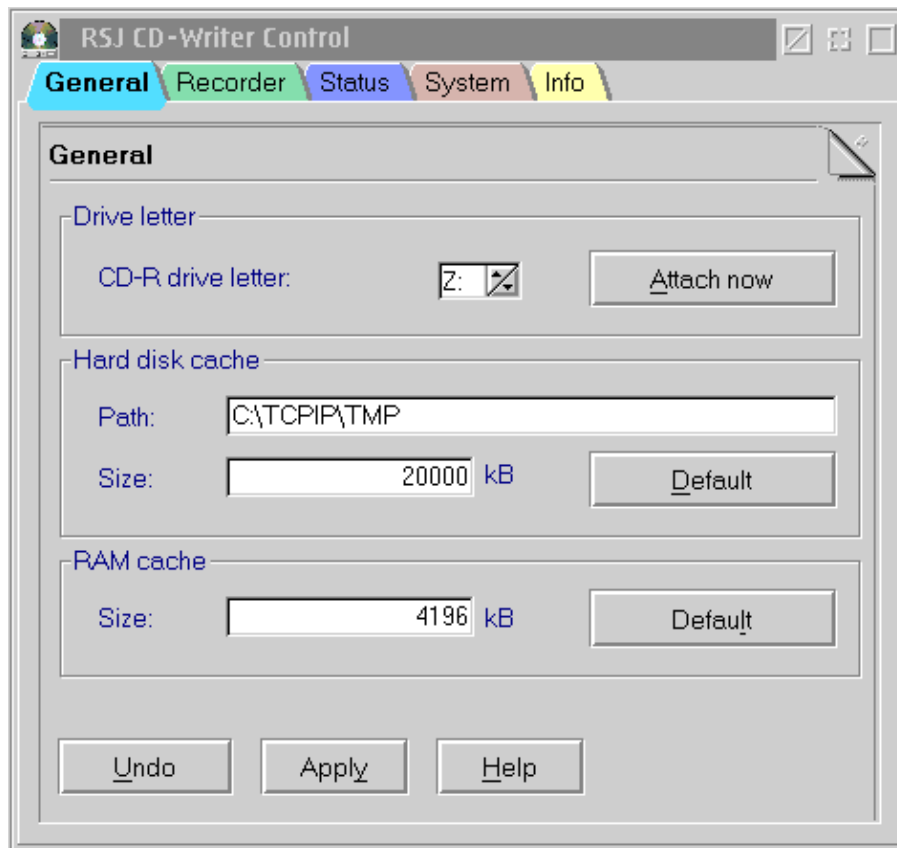 RSJ CD-Writer Control
General Recorder Status System Info
General
Drive letter
CD-R drive letter: Z: Attach now
Hard disk cache
Path: C:\TCPIP\TMP
Size: 20000 kB Default
RAM cache
Size: 4196 kB Default
Undo Apply Help